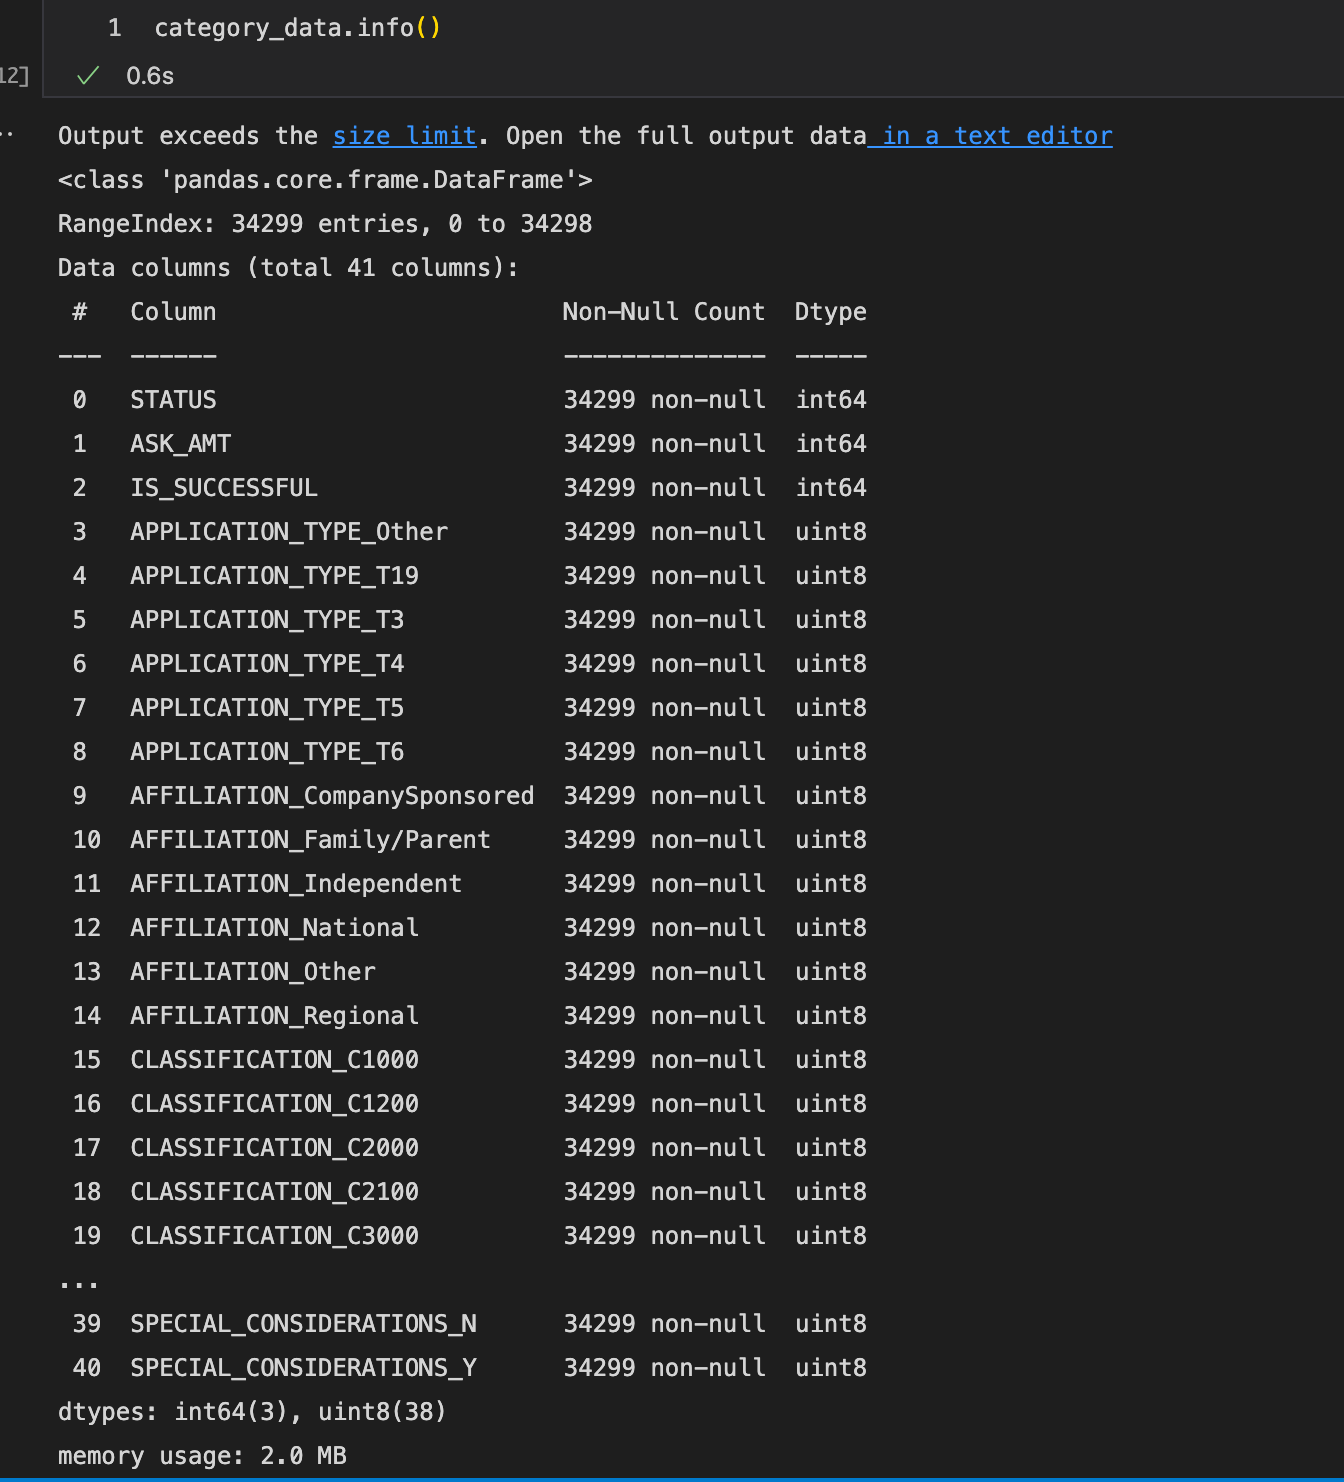 1 category_data.info()
12] ✓ 0.6s
Output exceeds the size limit. Open the full output data in a text editor
<class 'pandas.core.frame.DataFrame'>
RangeIndex: 34299 entries, 0 to 34298
Data columns (total 41 columns):
 #   Column                        Non-Null Count  Dtype
---  ------                        --------------  -----
 0   STATUS                        34299 non-null  int64
 1   ASK_AMT                       34299 non-null  int64
 2   IS_SUCCESSFUL                 34299 non-null  int64
 3   APPLICATION_TYPE_Other        34299 non-null  uint8
 4   APPLICATION_TYPE_T19          34299 non-null  uint8
 5   APPLICATION_TYPE_T3           34299 non-null  uint8
 6   APPLICATION_TYPE_T4           34299 non-null  uint8
 7   APPLICATION_TYPE_T5           34299 non-null  uint8
 8   APPLICATION_TYPE_T6           34299 non-null  uint8
 9   AFFILIATION_CompanySponsored  34299 non-null  uint8
 10  AFFILIATION_Family/Parent     34299 non-null  uint8
 11  AFFILIATION_Independent       34299 non-null  uint8
 12  AFFILIATION_National          34299 non-null  uint8
 13  AFFILIATION_Other             34299 non-null  uint8
 14  AFFILIATION_Regional          34299 non-null  uint8
 15  CLASSIFICATION_C1000          34299 non-null  uint8
 16  CLASSIFICATION_C1200          34299 non-null  uint8
 17  CLASSIFICATION_C2000          34299 non-null  uint8
 18  CLASSIFICATION_C2100          34299 non-null  uint8
 19  CLASSIFICATION_C3000          34299 non-null  uint8
...
 39  SPECIAL_CONSIDERATIONS_N      34299 non-null  uint8
 40  SPECIAL_CONSIDERATIONS_Y      34299 non-null  uint8
dtypes: int64(3), uint8(38)
memory usage: 2.0 MB